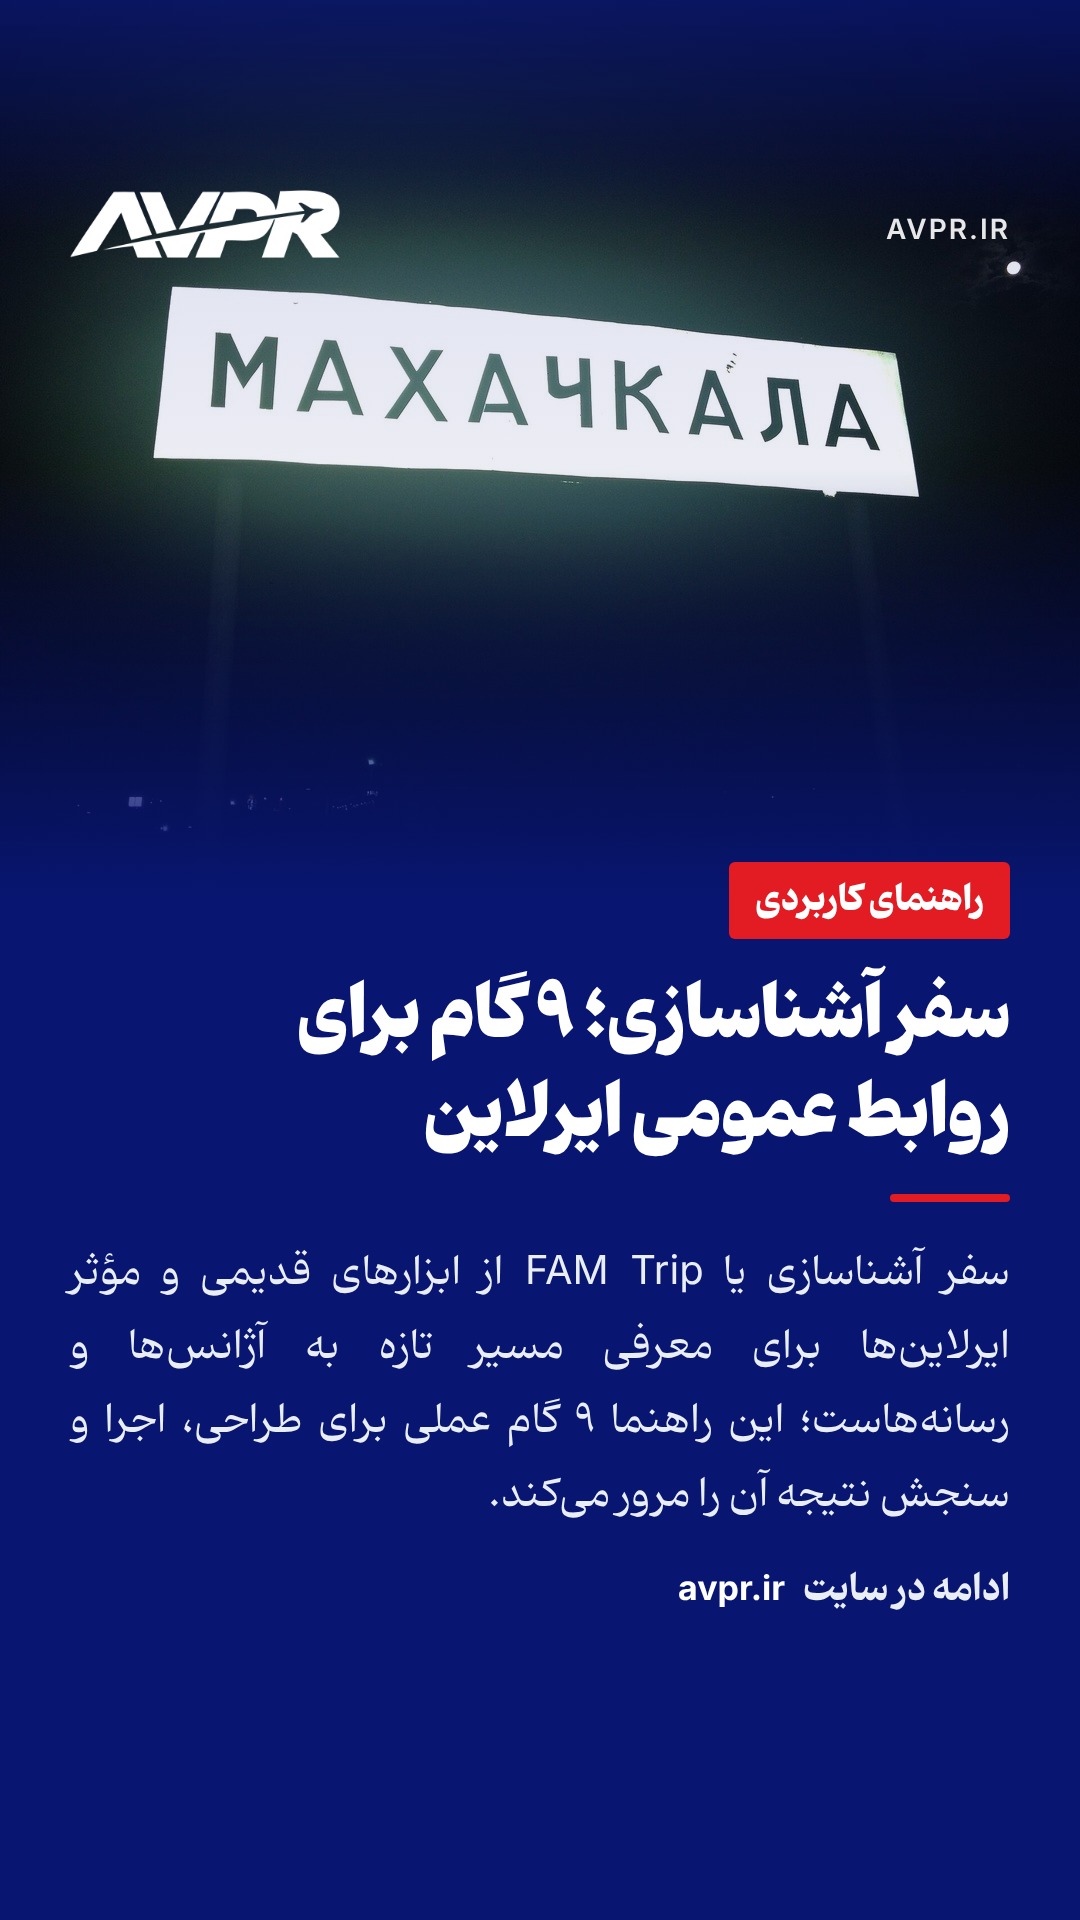 AVPR
AVPR.IR
МАХАЧКАЛА
راهنمای کاربردی
سفر آشناسازی؛ ۹ گام برای
روابط عمومی ایرلاین
سفر آشناسازی یا FAM Trip از ابزارهای قدیمی و مؤثر
ایرلاین‌ها برای معرفی مسیر تازه به آژانس‌ها و
رسانه‌هاست؛ این راهنما ۹ گام عملی برای طراحی، اجرا و
سنجش نتیجه آن را مرور می‌کند.
ادامه در سایت avpr.ir